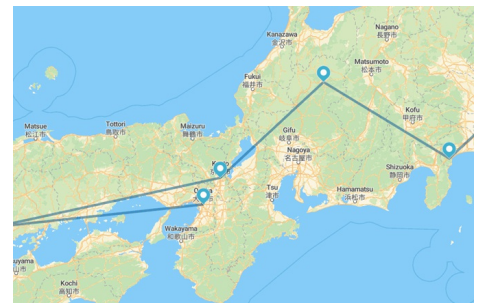 Nagano
長野市
Kanazawa
金沢市
Matsumoto
松本市
Fukui
福井市
Kofu
甲府市
Matsue
松江市
Tottori
鳥取市
Maizuru
舞鶴市
Gifu
岐阜市
Nagoya
名古屋市
Shizuoka
静岡市
Tsu
津市
Hamamatsu
浜松市
Wakayama
和歌山市
uyama
山市
Kochi
高知市